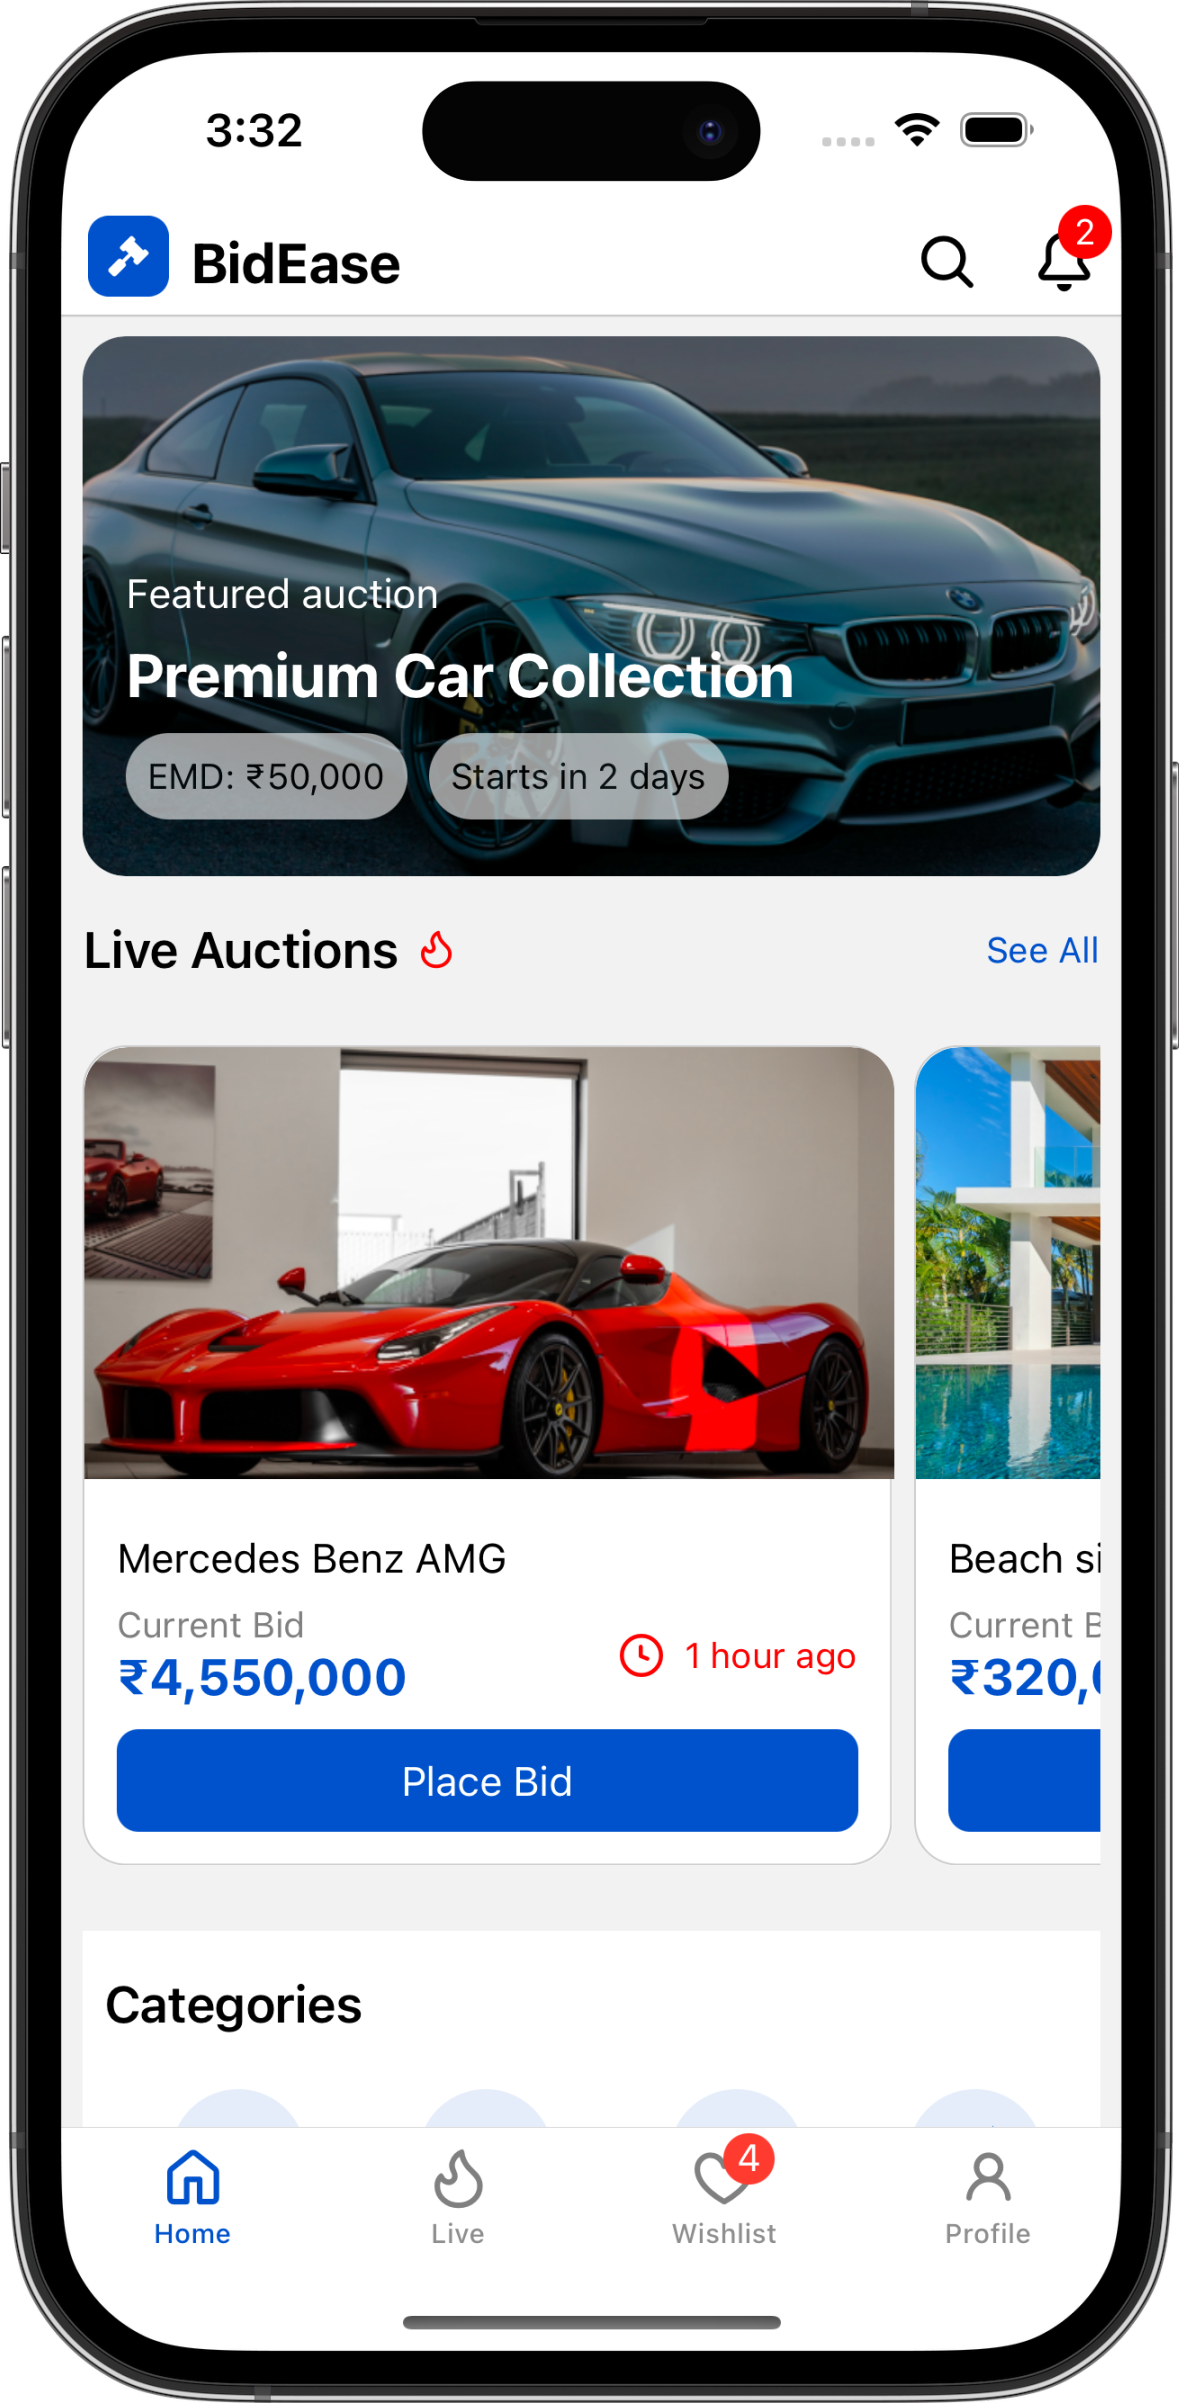 3:32
BidEase
2
Featured auction
Premium Car Collection
EMD: ₹50,000
Starts in 2 days
Live Auctions
See All
Mercedes Benz AMG
Current Bid
₹4,550,000
1 hour ago
Place Bid
Beach
Current
₹320,
Categories
Home
Live
4
Wishlist
Profile